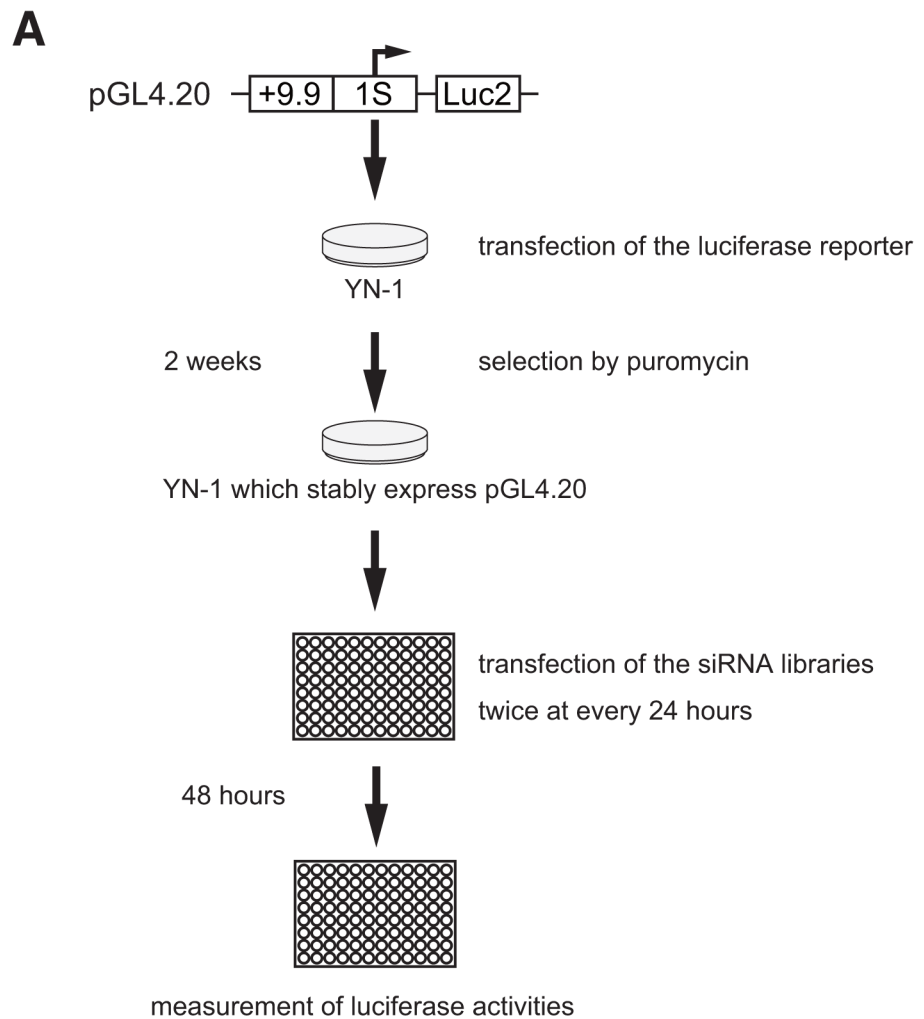 A
pGL4.20 +9.9 1S Luc2
transfection of the luciferase reporter
YN-1
2 weeks selection by puromycin
YN-1 which stably express pGL4.20
transfection of the siRNA libraries
twice at every 24 hours
48 hours
measurement of luciferase activities